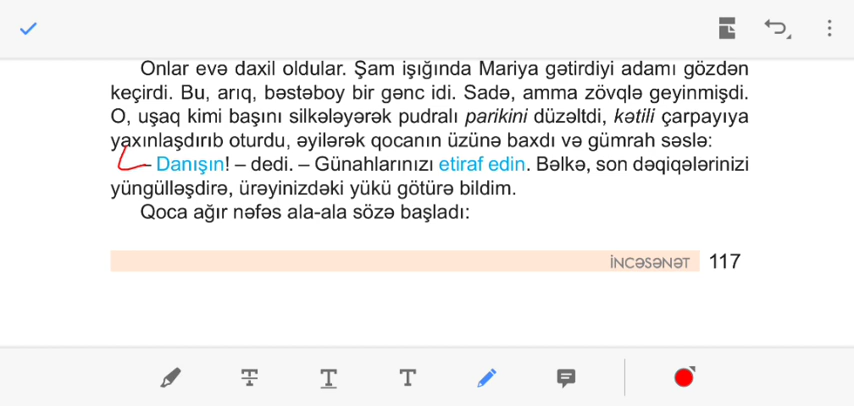 Onlar evə daxil oldular. Şam işığında Mariya gətirdiyi adamı gözdən
keçirdi. Bu, arıq, bəstəboy bir gənc idi. Sadə, amma zövqlə geyinmişdi.
O, uşaq kimi başını silkələyərək pudralı parikini düzəltdi, kətili çarpayıya
yaxınlaşdırıb oturdu, əyilərək qocanın üzünə baxdı və gümrah səslə:
– Danışın! – dedi. – Günahlarınızı etiraf edin. Bəlkə, son dəqiqələrinizi
yüngülləşdirə, ürəyinizdəki yükü götürə bildim.
Qoca ağır nəfəs ala-ala sözə başladı:
İNCƏSƏNƏT 117